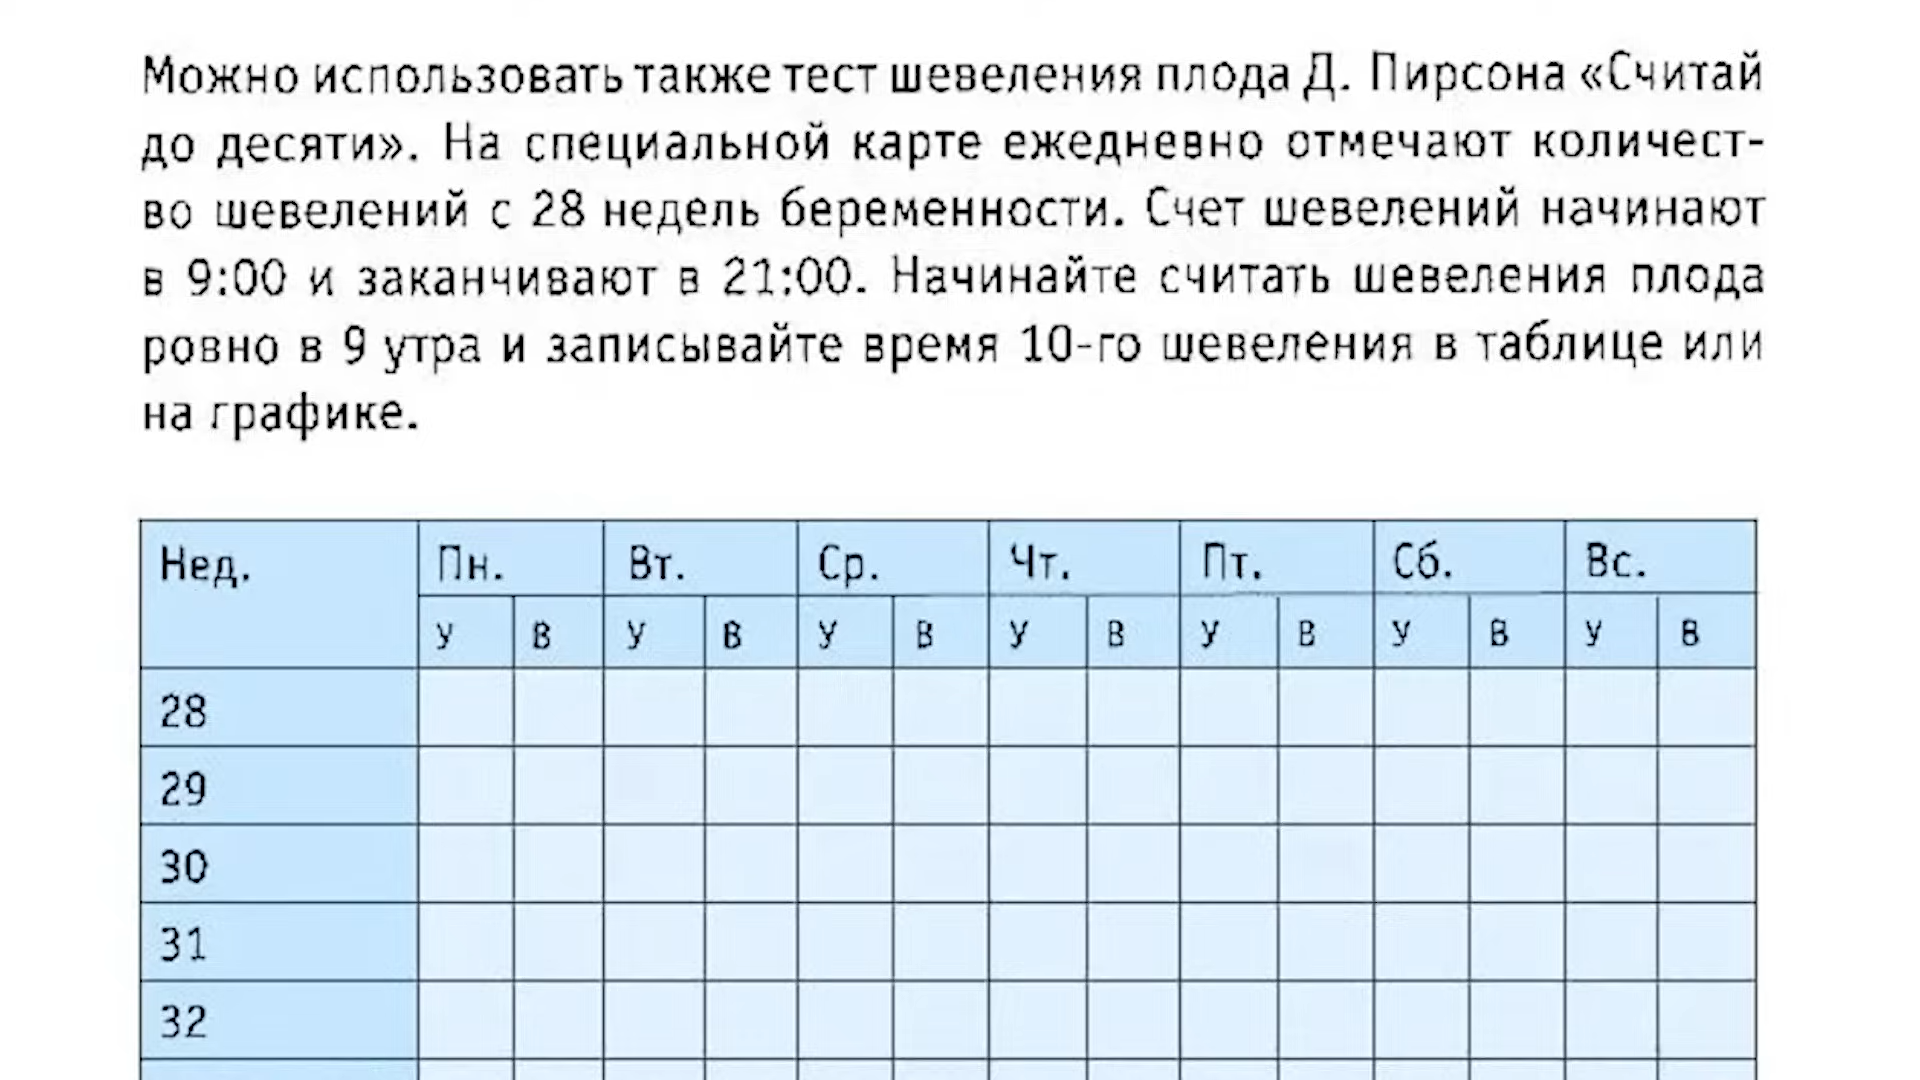 Можно использовать также тест шевеления плода Д. Пирсона «Считай
до десяти». На специальной карте ежедневно отмечают количест-
во шевелений с 28 недель беременности. Счет шевелений начинают
в 9:00 и заканчивают в 21:00. Начинайте считать шевеления плода
ровно в 9 утра и записывайте время 10-го шевеления в таблице или
на графике.
Нед. Пн. Вт. Ср. Чт. Пт. Сб. Вс.
У В У В У В У В У В У В У В
28
29
30
31
32